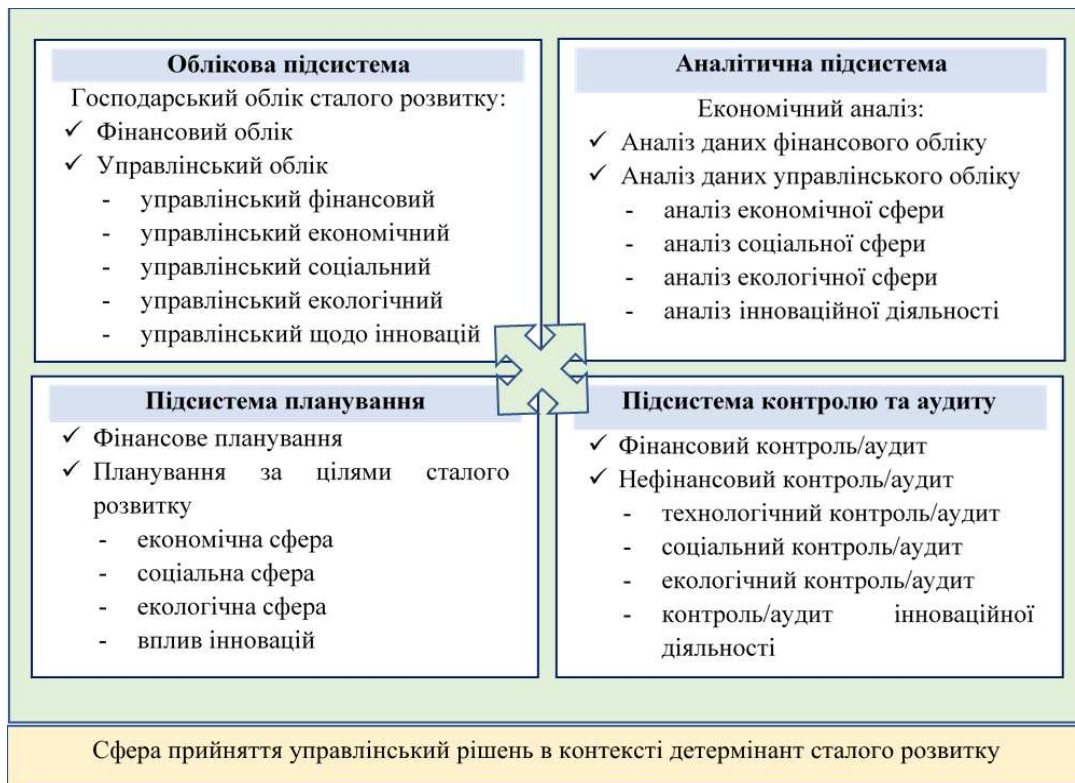 Облікова підсистема
Господарський облік сталого розвитку:
✓ Фінансовий облік
✓ Управлінський облік
- управлінський фінансовий
- управлінський економічний
- управлінський соціальний
- управлінський екологічний
- управлінський щодо інновацій
Аналітична підсистема
Економічний аналіз:
✓ Аналіз даних фінансового обліку
✓ Аналіз даних управлінського обліку
- аналіз економічної сфери
- аналіз соціальної сфери
- аналіз екологічної сфери
- аналіз інноваційної діяльності
Підсистема планування
✓ Фінансове планування
✓ Планування за цілями сталого
розвитку
- економічна сфера
- соціальна сфера
- екологічна сфера
- вплив інновацій
Підсистема контролю та аудиту
✓ Фінансовий контроль/аудит
✓ Нефінансовий контроль/аудит
- технологічний контроль/аудит
- соціальний контроль/аудит
- екологічний контроль/аудит
- контроль/аудит інноваційної
діяльності
Сфера прийняття управлінський рішень в контексті детермінант сталого розвитку